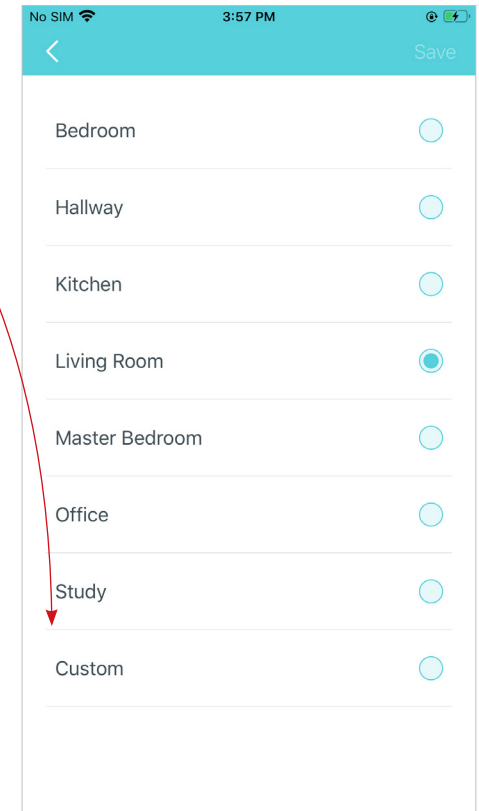 No SIM 3:57 PM
Save
Bedroom
Hallway
Kitchen
Living Room
Master Bedroom
Office
Study
Custom